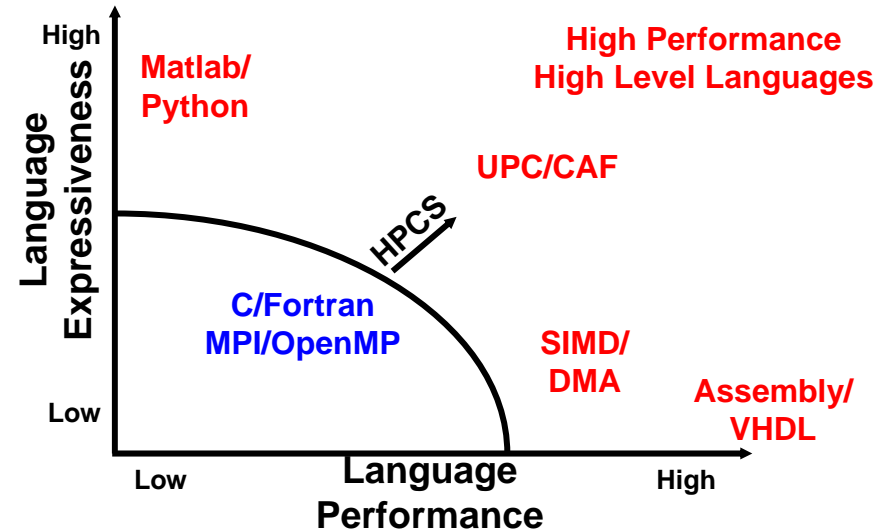 High
Language
Expressiveness
Low
Matlab/
Python
High Performance
High Level Languages
UPC/CAF
HPCS
C/Fortran
MPI/OpenMP
SIMD/
DMA
Assembly/
VHDL
Low
Language
Performance
High